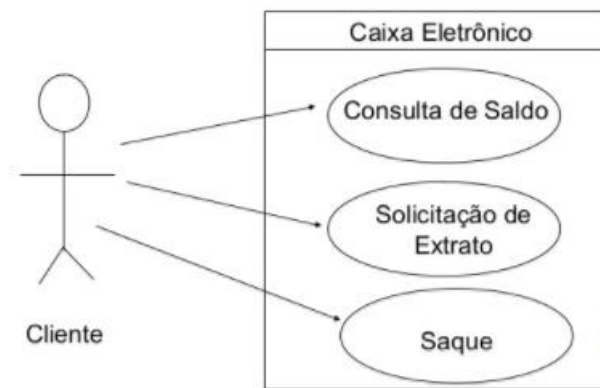 Caixa Eletrônico
Consulta de Saldo
Solicitação de
Extrato
Saque
Cliente